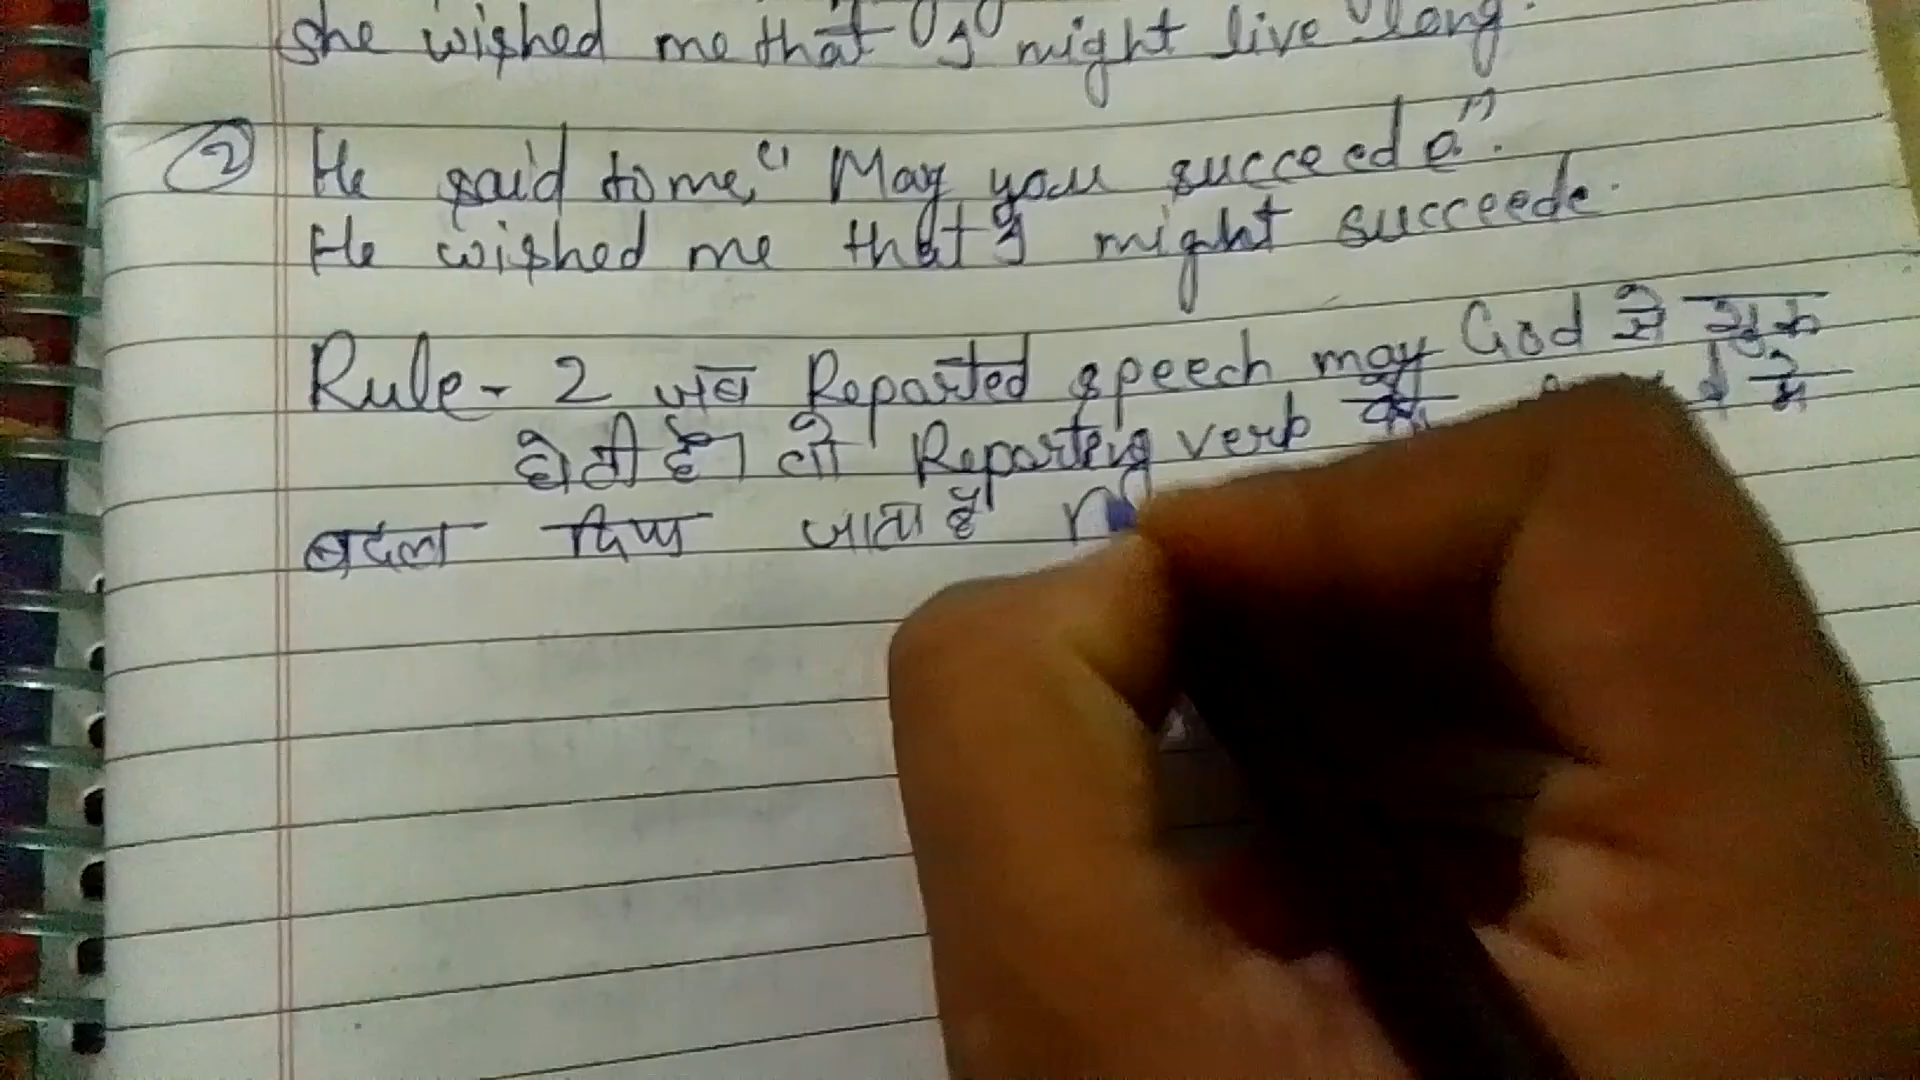 she wished me that I might live long.
② He said to me, "May you succeede".
He wished me that I might succeede.
Rule- 2 जब Reported speech may God से शुरू
होती है। तो Reporting verb को में
बदल दिया जाता है।